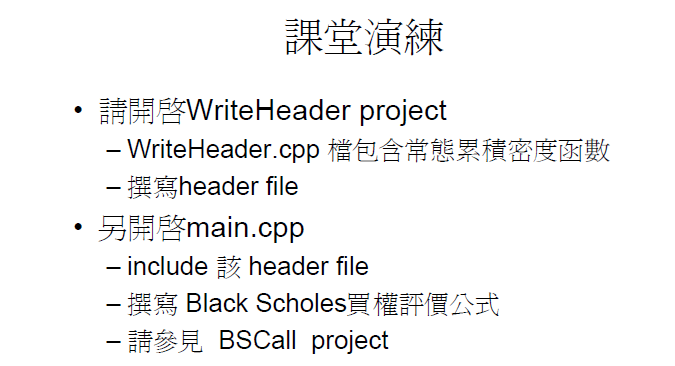 課堂演練
• 請開啓WriteHeader project
– WriteHeader.cpp 檔包含常態累積密度函數
– 撰寫header file
• 另開啓main.cpp
– include 該 header file
– 撰寫 Black Scholes買權評價公式
– 請參見 BSCall project